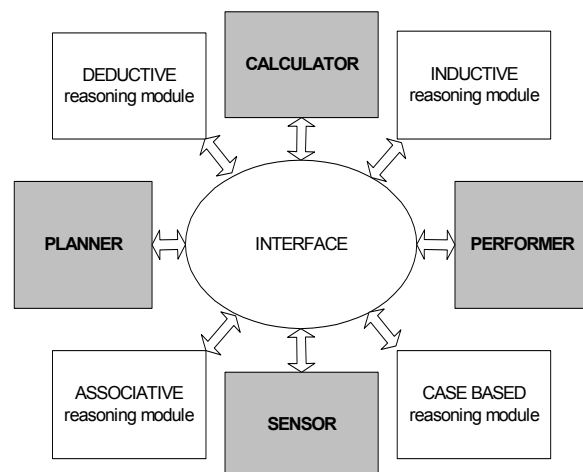 CALCULATOR
DEDUCTIVE
reasoning module
INDUCTIVE
reasoning module
PLANNER
INTERFACE
PERFORMER
ASSOCIATIVE
reasoning module
CASE BASED
reasoning module
SENSOR